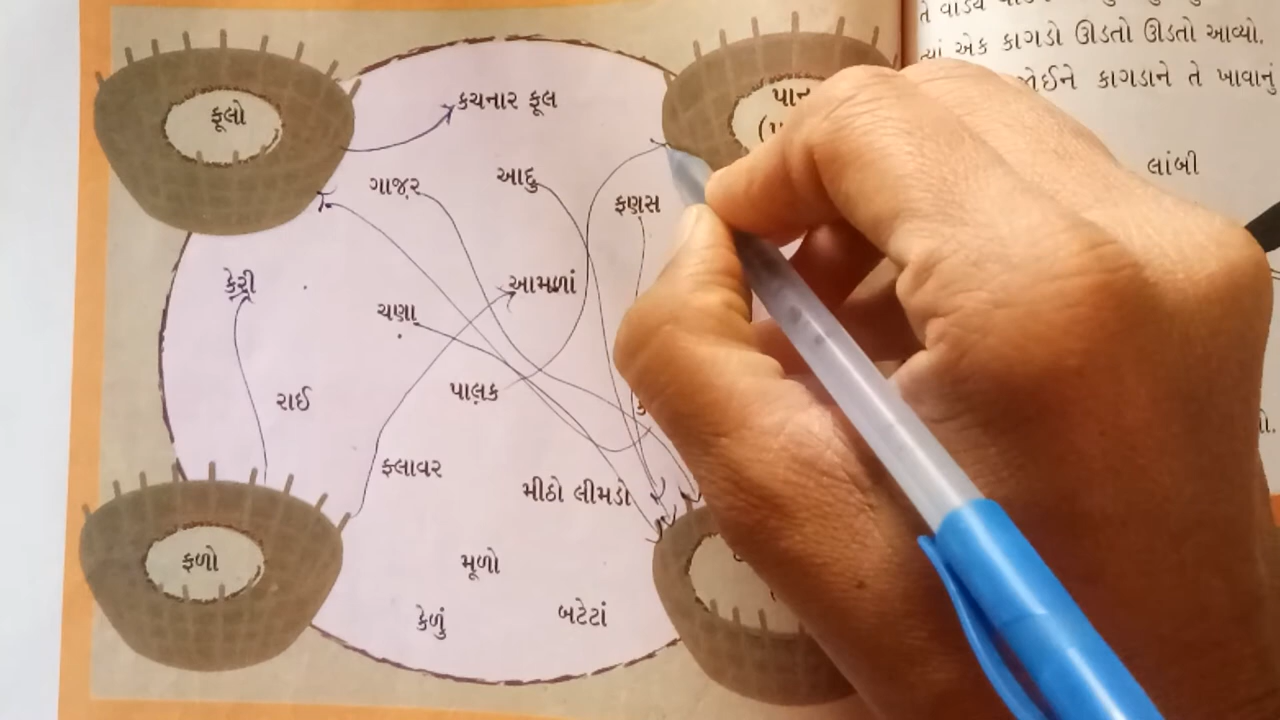 ફૂલો
કચનાર ફૂલ
ગાજર
આદુ
ફણસ
કેરી
આમળાં
ચણા
પાલક
રાઈ
ફ્લાવર
મીઠો લીમડો
ફળો
મૂળો
કેળું
બટેટાં
એક કાગડો ઊડતો ઊડતો આવ્યો.
કાગડાને તે ખાવાનું
લાંબી